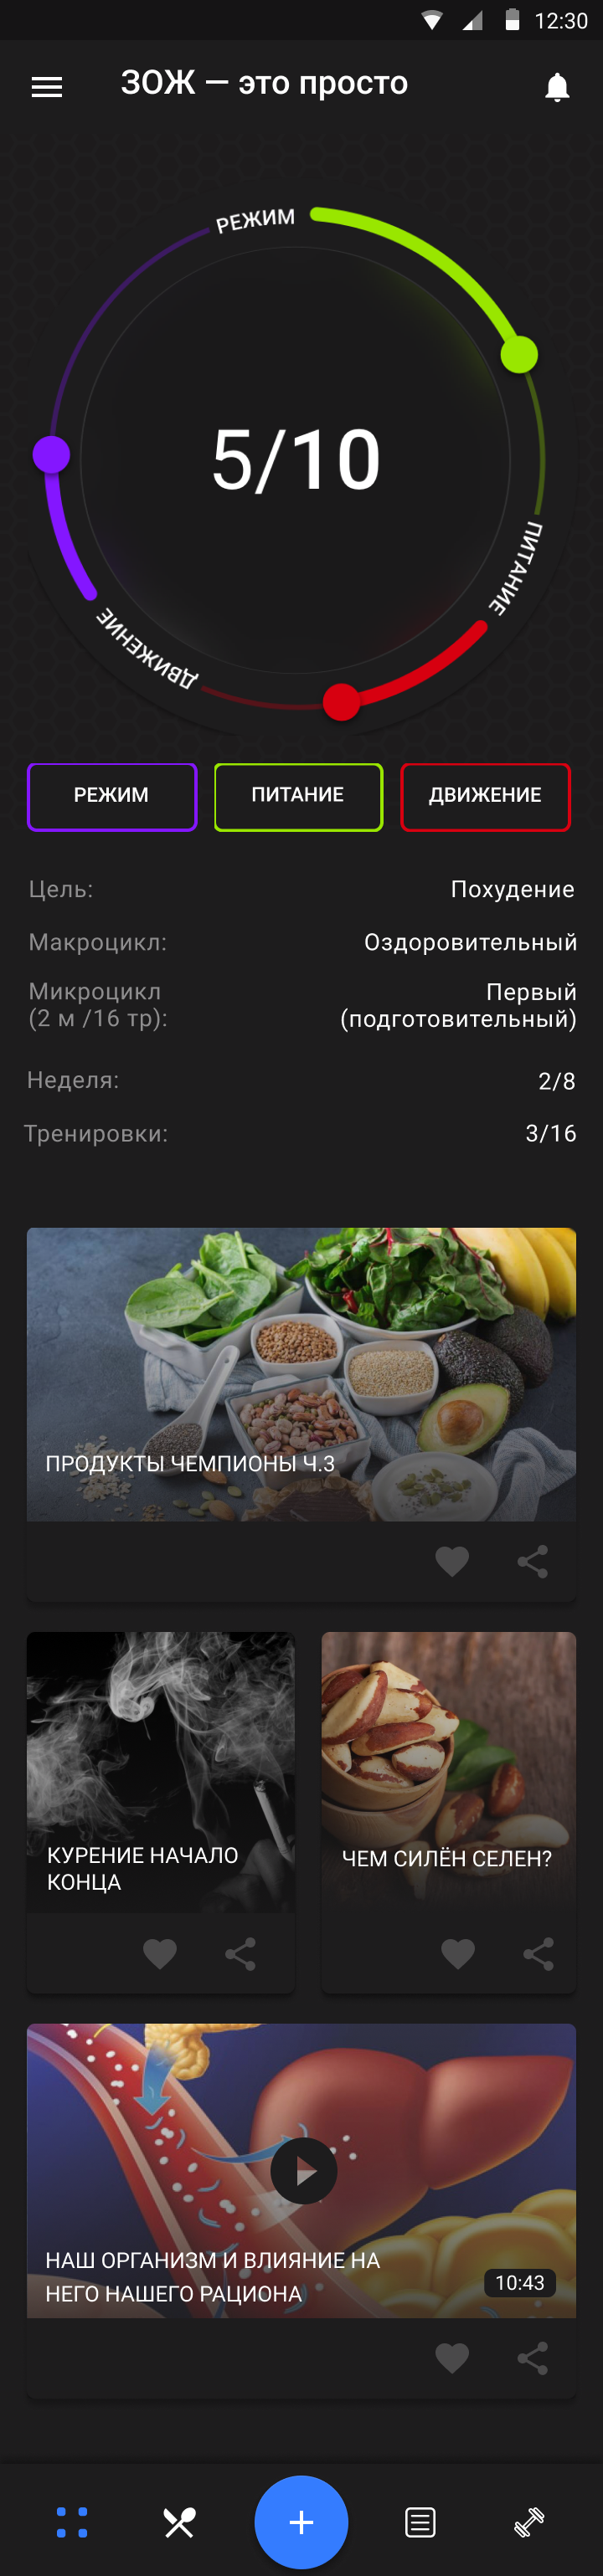 12:30
ЗОЖ — это просто
РЕЖИМ
5/10
ПИТАНИЕ
ДВИЖЕНИЕ
РЕЖИМ
ПИТАНИЕ
ДВИЖЕНИЕ
Цель:
Похудение
Макроцикл:
Оздоровительный
Микроцикл
(2 м /16 тр):
Первый
(подготовительный)
Неделя:
2/8
Тренировки:
3/16
ПРОДУКТЫ ЧЕМПИОНЫ Ч.3
КУРЕНИЕ НАЧАЛО
КОНЦА
ЧЕМ СИЛЁН СЕЛЕН?
НАШ ОРГАНИЗМ И ВЛИЯНИЕ НА
НЕГО НАШЕГО РАЦИОНА
10:43